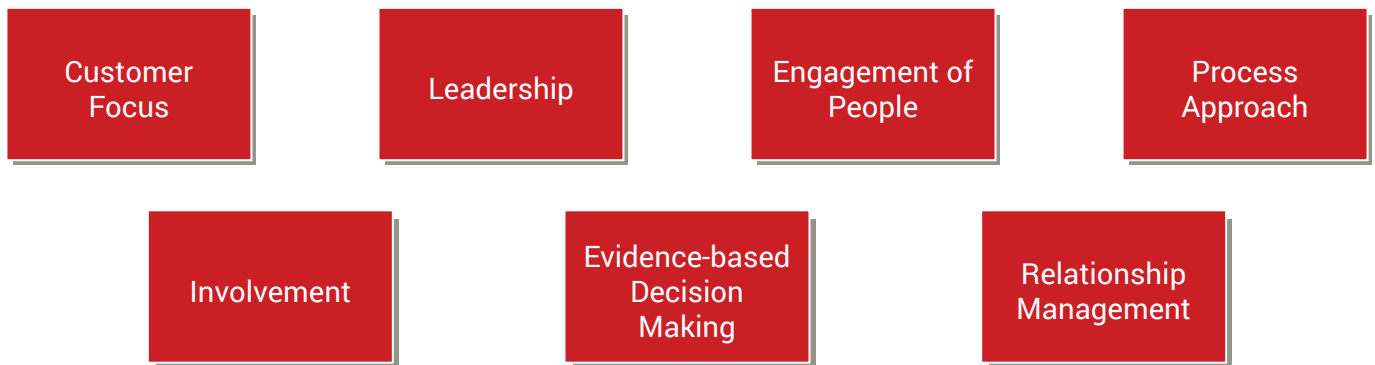 Customer
Focus
Leadership
Engagement of
People
Process
Approach
Involvement
Evidence-based
Decision
Making
Relationship
Management